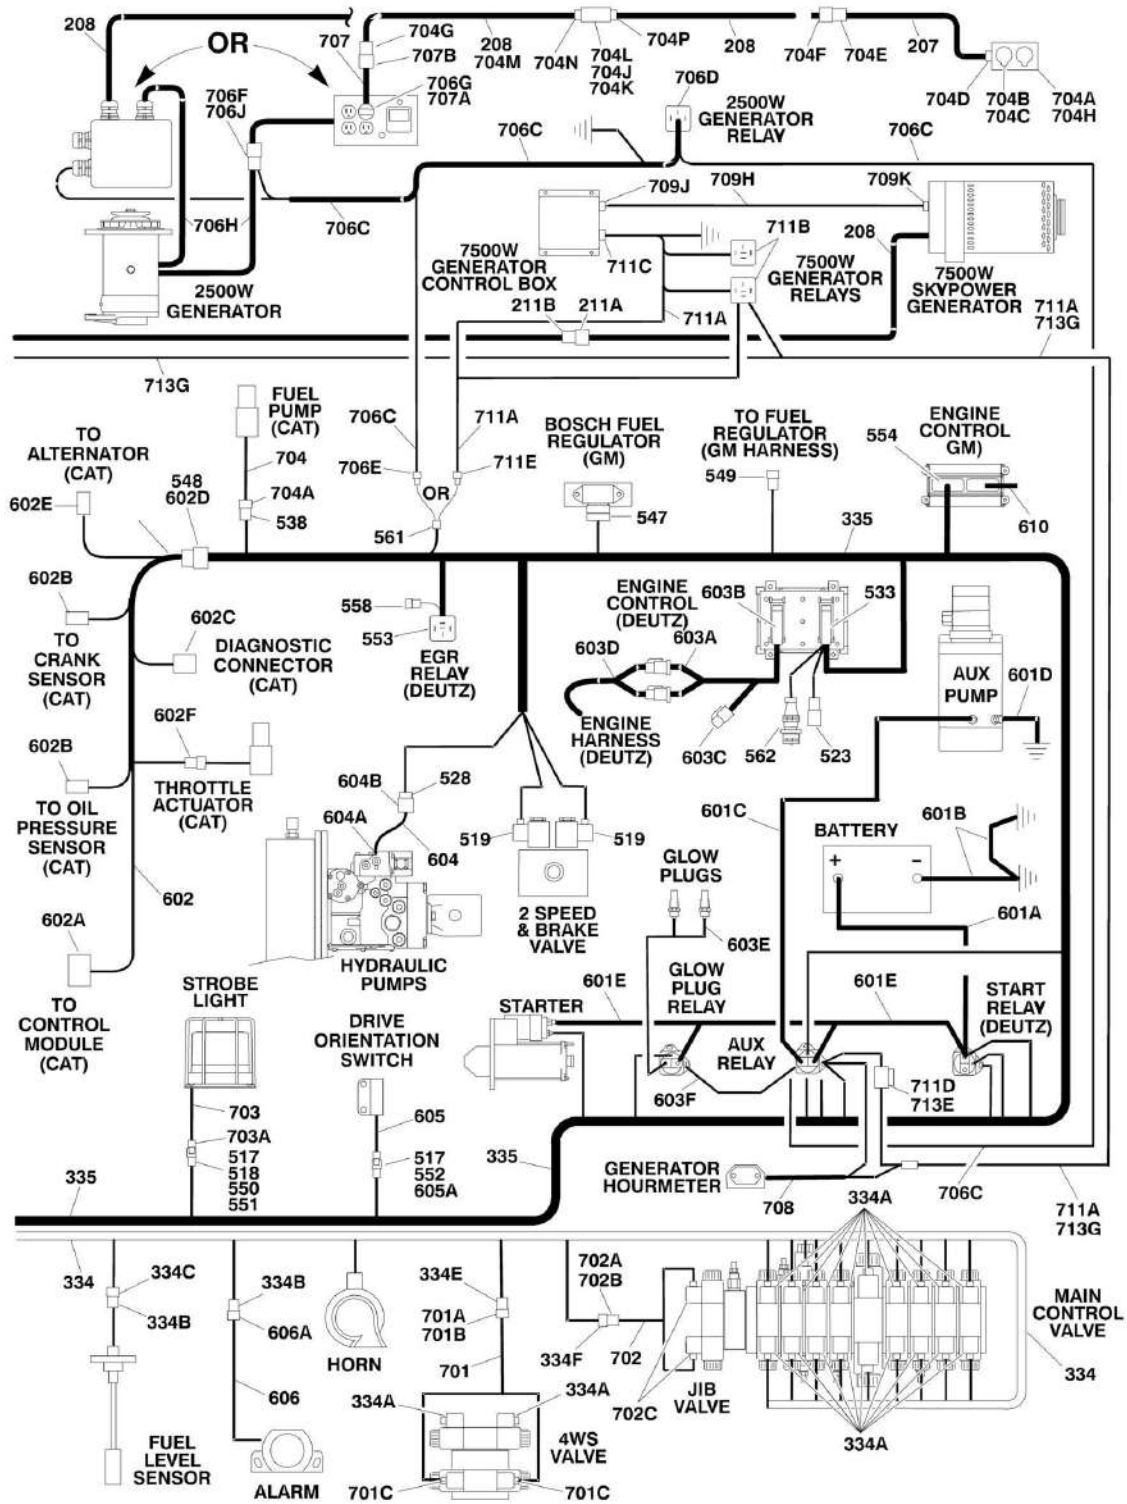 208
OR
707
704G
707B
208
704M
704N
704L
704J
704K
704P
208
704F
704E
207
706F
706J
706G
707A
706D
2500W
GENERATOR
RELAY
704D
704B
704C
704A
704H
706C
706C
709J
709H
709K
706H
706C
711B
208
7500W
GENERATOR
CONTROL BOX
711C
7500W
GENERATOR
RELAYS
7500W
SKYPOWER
GENERATOR
2500W
GENERATOR
211B
211A
711A
711A
713G
713G
FUEL
PUMP
(CAT)
706C
711A
BOSCH FUEL
REGULATOR
(GM)
TO FUEL
REGULATOR
(GM HARNESS)
ENGINE
CONTROL
GM)
554
TO
ALTERNATOR
(CAT)
704
706E
711E
549
548
602D
OR
602E
704A
538
547
610
561
335
602B
602C
558
553
ENGINE
CONTROL
(DEUTZ)
603B
533
603A
603D
TO
CRANK
SENSOR
(CAT)
DIAGNOSTIC
CONNECTOR
(CAT)
EGR
RELAY
(DEUTZ)
AUX
PUMP
601D
602F
ENGINE
HARNESS
(DEUTZ)
603C
562
523
602B
THROTTLE
ACTUATOR
(CAT)
604B
528
604A
601C
601B
TO OIL
PRESSURE
SENSOR
(CAT)
519
519
BATTERY
604
GLOW
PLUGS
+
-
602
602A
2 SPEED
& BRAKE
VALVE
603E
601A
HYDRAULIC
PUMPS
STROBE
LIGHT
GLOW
PLUG
RELAY
601E
601E
STARTER
START
RELAY
(DEUTZ)
TO
CONTROL
MODULE
(CAT)
DRIVE
ORIENTATION
SWITCH
AUX
RELAY
703
605
603F
711D
713E
703A
517
518
550
551
517
552
605A
335
335
GENERATOR
HOURMETER
708
334A
706C
711A
713G
334
334C
334B
334B
606A
334E
701A
701B
702A
702B
MAIN
CONTROL
VALVE
HORN
334F
702
701
334
606
334A
334A
JIB
VALVE
702C
334A
FUEL
LEVEL
SENSOR
4WS
VALVE
ALARM
701C
701C